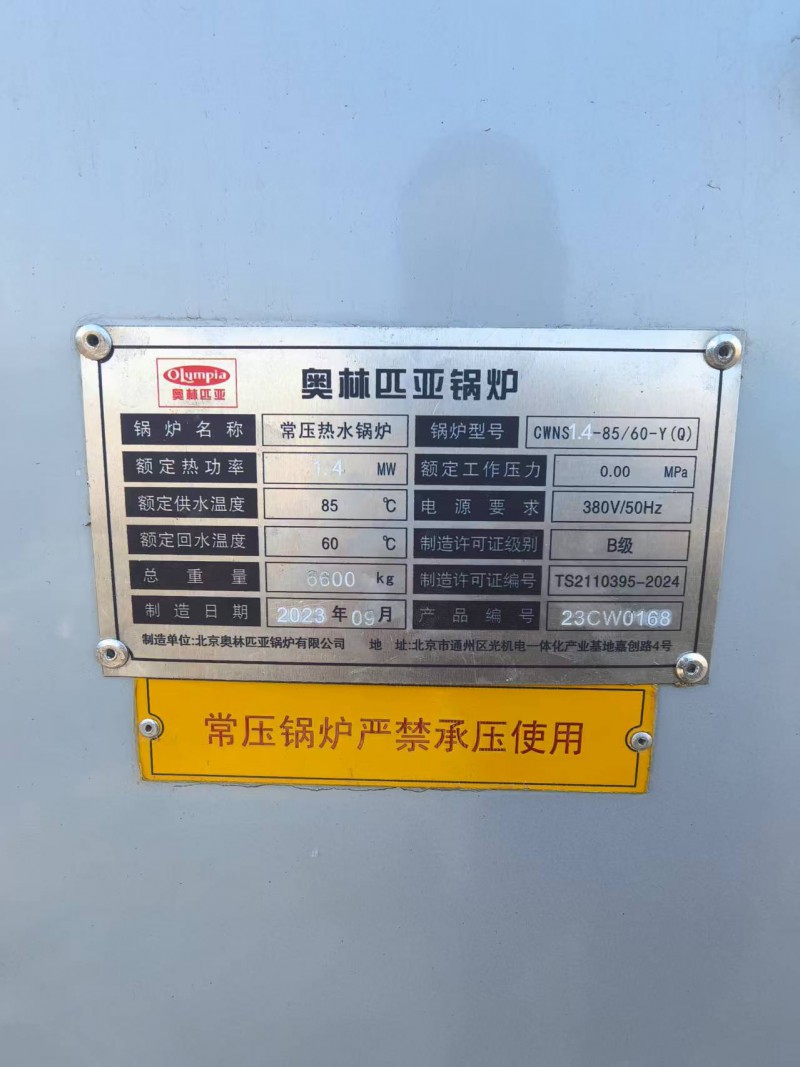 Olympia
奥林匹亚
奥林匹亚锅炉
锅炉名称 常压热水锅炉 锅炉型号 CWNS1.4-85/60-Y(Q)
额定热功率 1.4 MW 额定工作压力 0.00 MPa
额定供水温度 85 ℃ 电源要求 380V/50Hz
额定回水温度 60 ℃ 制造许可证级别 B级
总重量 6600 kg 制造许可证编号 TS2110395-2024
制造日期 2023 年 09 月 产品编号 23CW0168
制造单位:北京奥林匹亚锅炉有限公司 地 址:北京市通州区光机电一体化产业基地嘉创路4号
常压锅炉严禁承压使用